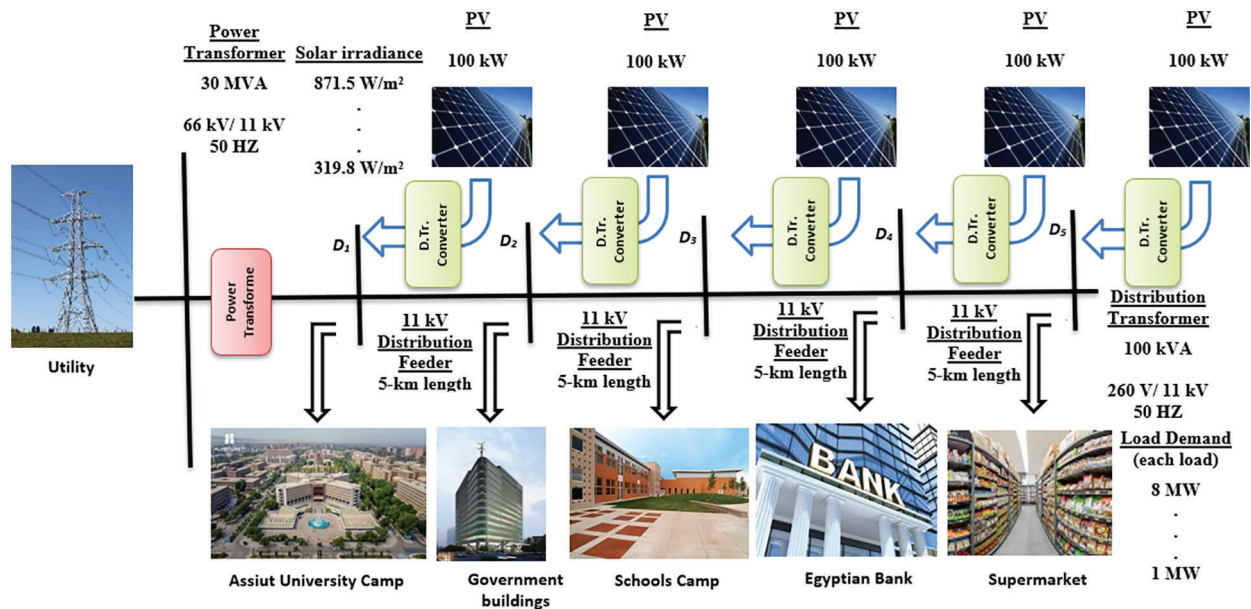 Power
Transformer
30 MVA
66 kV/ 11 kV
50 HZ
Solar irradiance
871.5 W/m²
.
.
.
319.8 W/m²
PV
100 kW
PV
100 kW
PV
100 kW
PV
100 kW
PV
100 kW
D.Tr.
Converter
D.Tr.
Converter
D.Tr.
Converter
D.Tr.
Converter
D.Tr.
Converter
D1
D2
D3
D4
D5
Utility
Power
Transforme
11 kV
Distribution
Feeder
5-km length
11 kV
Distribution
Feeder
5-km length
11 kV
Distribution
Feeder
5-km length
11 kV
Distribution
Feeder
5-km length
Distribution
Transformer
100 kVA
260 V/ 11 kV
50 HZ
Load Demand
(each load)
8 MW
.
.
.
1 MW
BANK
Assiut University Camp
Government
buildings
Schools Camp
Egyptian Bank
Supermarket